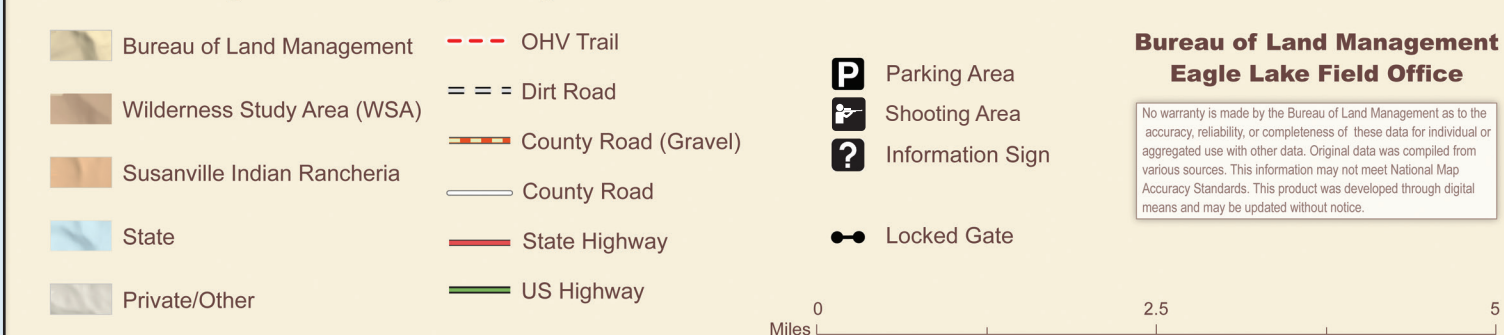 Bureau of Land Management
Wilderness Study Area (WSA)
Susanville Indian Rancheria
State
Private/Other
OHV Trail
Dirt Road
County Road (Gravel)
County Road
State Highway
US Highway
P Parking Area
Shooting Area
? Information Sign
Locked Gate
Bureau of Land Management
Eagle Lake Field Office
No warranty is made by the Bureau of Land Management as to the
accuracy, reliability, or completeness of these data for individual or
aggregated use with other data. Original data was compiled from
various sources. This information may not meet National Map
Accuracy Standards. This product was developed through digital
means and may be updated without notice.
0 2.5 5
Miles